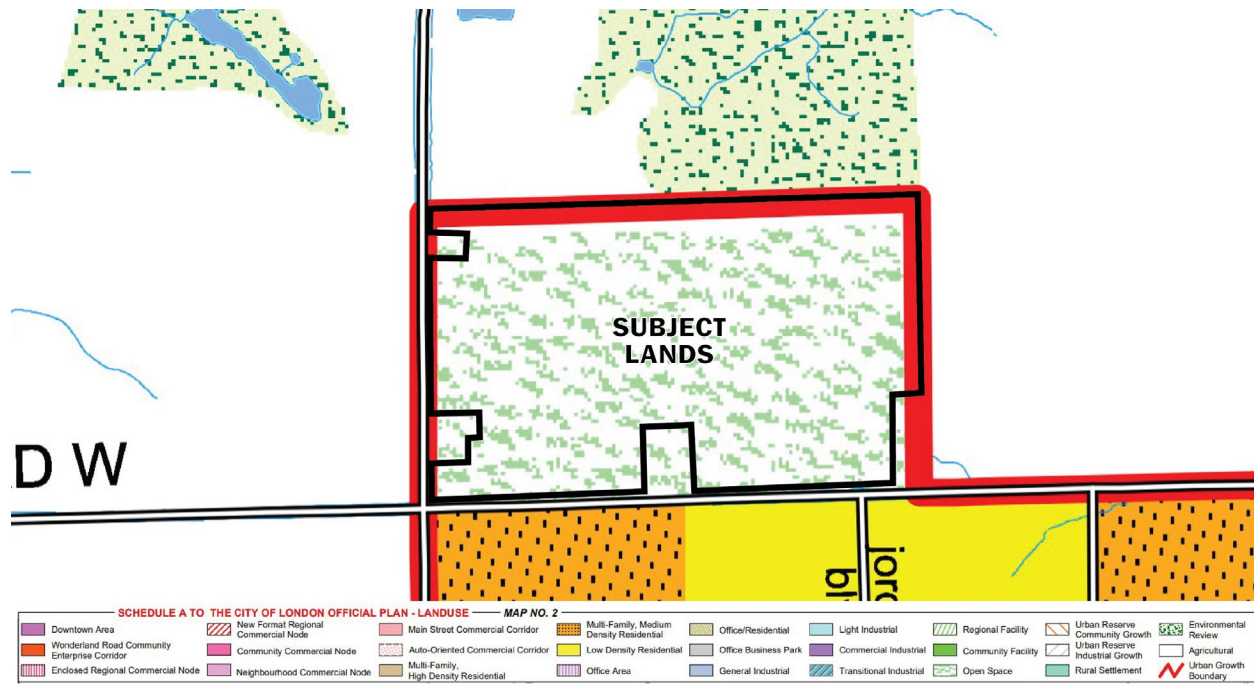 SUBJECT
LANDS
D W
SCHEDULE A TO THE CITY OF LONDON OFFICIAL PLAN - LANDUSE
MAP NO. 2
Downtown Area
Wonderland Road Community
Enterprise Corridor
Enclosed Regional Commercial Node
New Format Regional
Commercial Node
Community Commercial Node
Neighbourhood Commercial Node
Main Street Commercial Corridor
Auto-Oriented Commercial Corridor
Multi-Family,
High Density Residential
Multi-Family, Medium
Density Residential
Low Density Residential
Office Area
Office/Residential
Office Business Park
General Industrial
Light Industrial
Commercial Industrial
Transitional Industrial
Regional Facility
Community Facility
Open Space
Urban Reserve
Community Growth
Urban Reserve
Industrial Growth
Rural Settlement
Environmental
Review
Agricultural
Urban Growth
Boundary